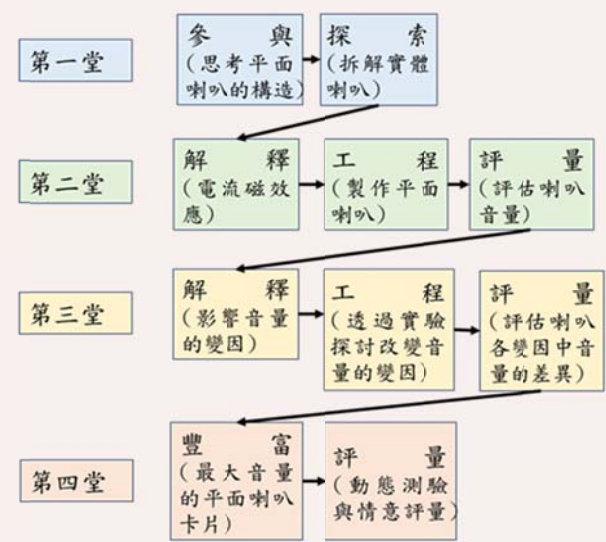 第一堂
參與
(思考平面
喇叭的構造)
探索
(拆解實體
喇叭)
第二堂
解釋
(電流磁效
應)
工程
(製作平面
喇叭)
評量
(評估喇叭
音量)
第三堂
解釋
(影響音量
的變因)
工程
(透過實驗
探討改變音
量的變因)
評量
(評估喇叭
各變因中音
量的差異)
第四堂
豐富
(最大音量
的平面喇叭
卡片)
評量
(動態測驗
與情意評量)